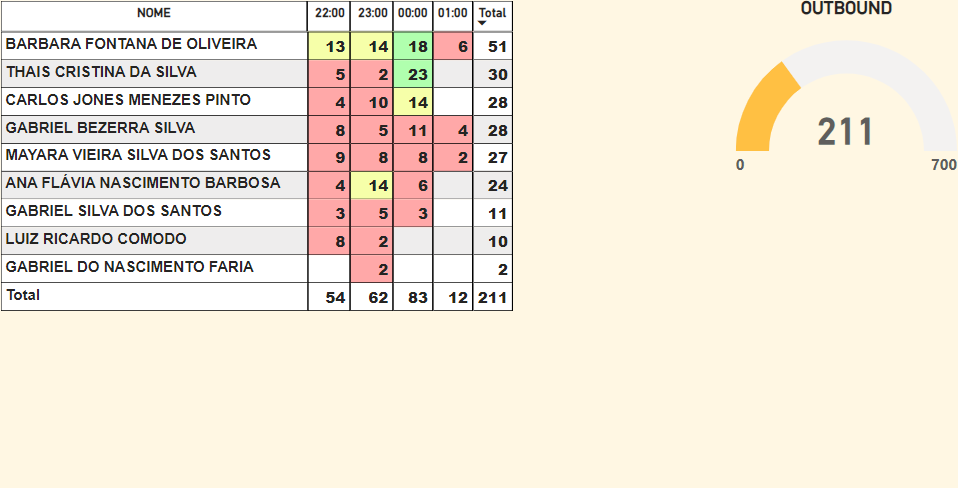 NOME 22:00 23:00 00:00 01:00 Total
BARBARA FONTANA DE OLIVEIRA 13 14 18 6 51
THAIS CRISTINA DA SILVA 5 2 23 30
CARLOS JONES MENEZES PINTO 4 10 14 28
GABRIEL BEZERRA SILVA 8 5 11 4 28
MAYARA VIEIRA SILVA DOS SANTOS 9 8 8 2 27
ANA FLÁVIA NASCIMENTO BARBOSA 4 14 6 24
GABRIEL SILVA DOS SANTOS 3 5 3 11
LUIZ RICARDO COMODO 8 2 10
GABRIEL DO NASCIMENTO FARIA 2 2
Total 54 62 83 12 211
OUTBOUND
211
0 700